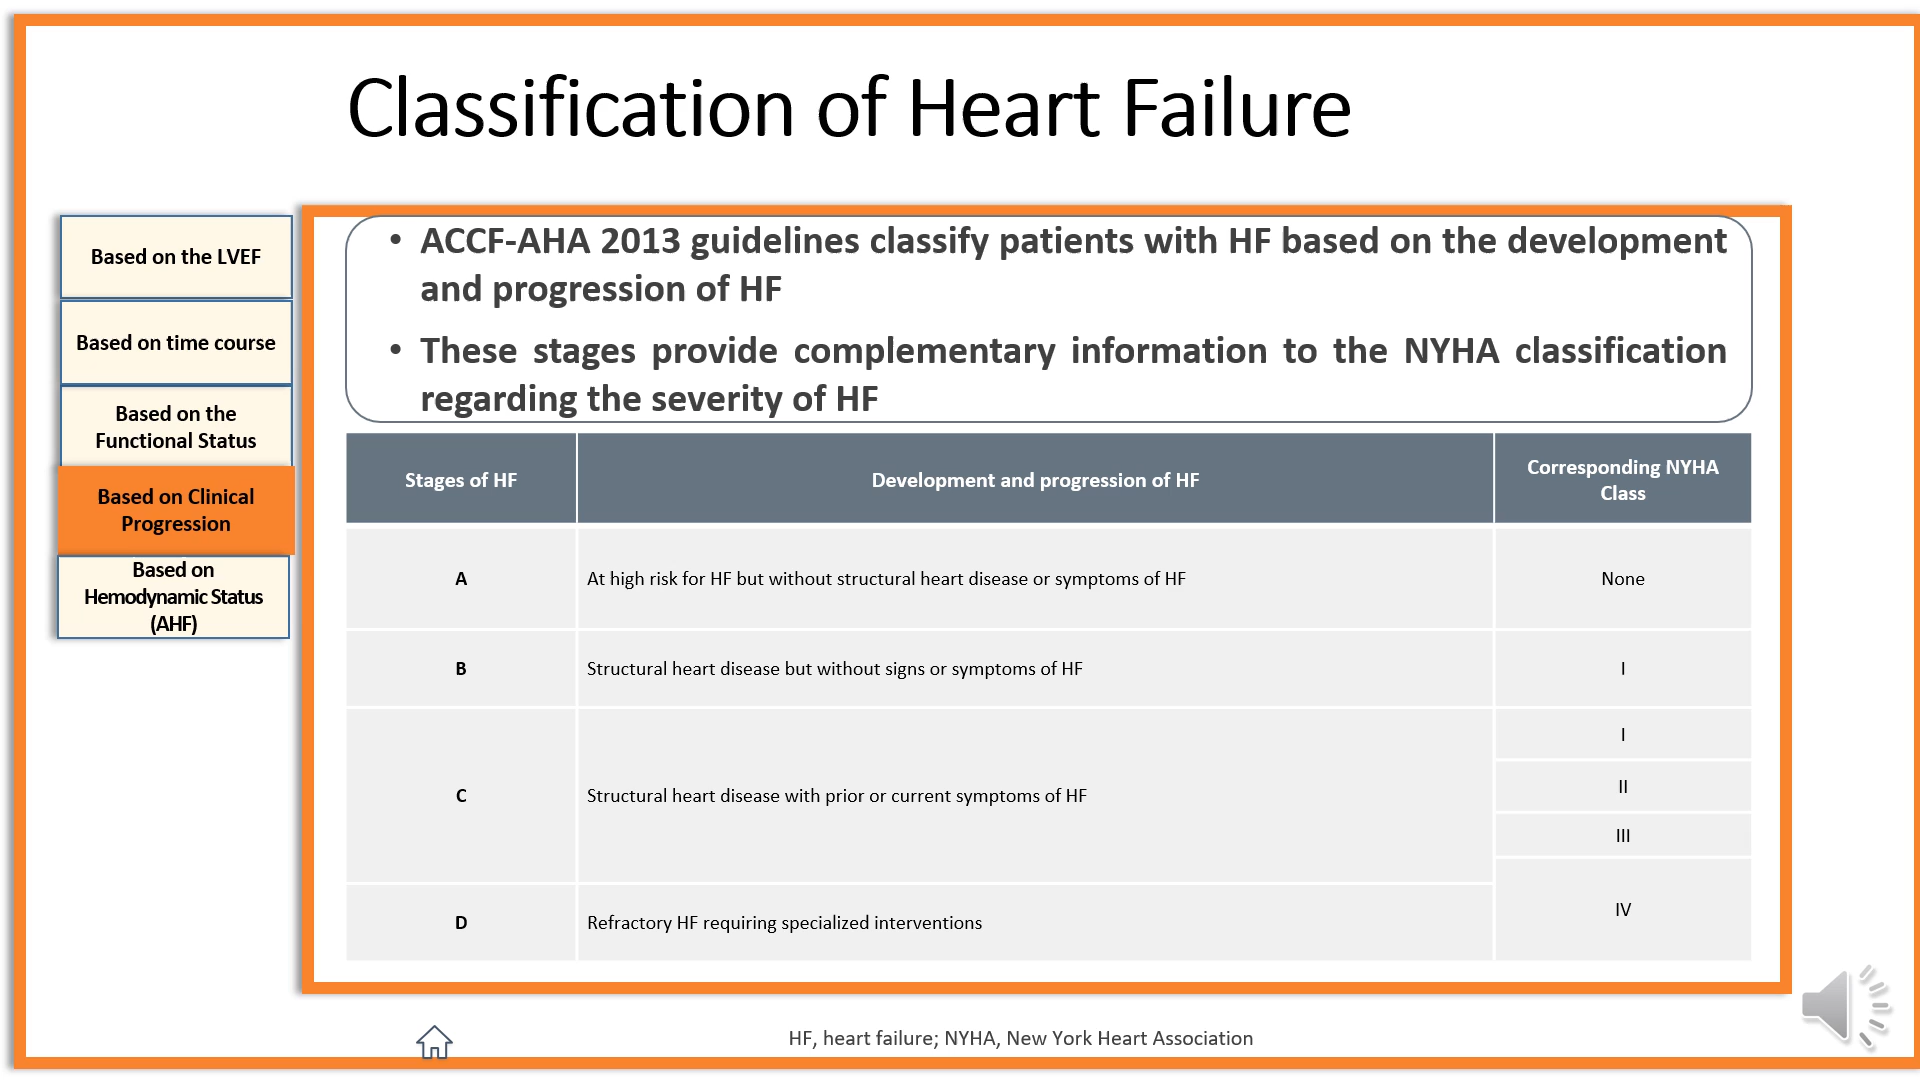 Classification of Heart Failure
Based on the LVEF
Based on time course
Based on the
Functional Status
Based on Clinical
Progression
Based on
Hemodynamic Status
(AHF)
• ACCF-AHA 2013 guidelines classify patients with HF based on the development
and progression of HF
• These stages provide complementary information to the NYHA classification
regarding the severity of HF
Stages of HF
Development and progression of HF
Corresponding NYHA
Class
A
At high risk for HF but without structural heart disease or symptoms of HF
None
B
Structural heart disease but without signs or symptoms of HF
I
C
Structural heart disease with prior or current symptoms of HF
I
II
III
IV
D
Refractory HF requiring specialized interventions
HF, heart failure; NYHA, New York Heart Association